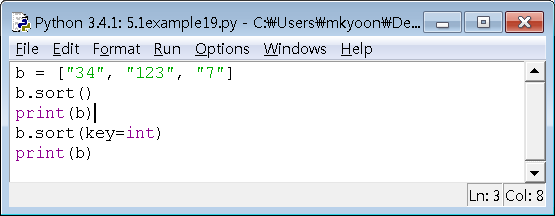 Python 3.4.1: 5.1example19.py - C:₩Users₩mkyoon₩De...
File Edit Format Run Options Windows Help
b = ["34", "123", "7"]
b.sort()
print(b)
b.sort(key=int)
print(b)
Ln: 3 Col: 8